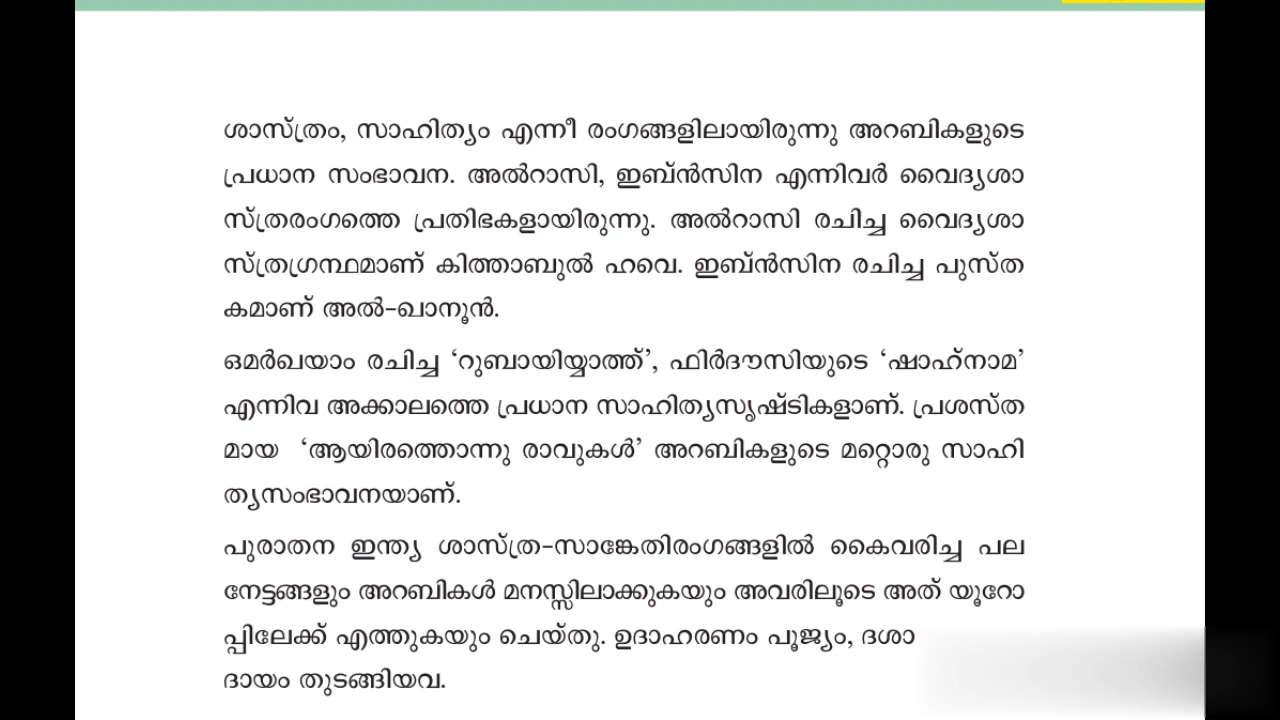 ശാസ്ത്രം, സാഹിത്യം എന്നീ രംഗങ്ങളിലായിരുന്നു അറബികളുടെ
പ്രധാന സംഭാവന. അൽറാസി, ഇബ്ൻസിന എന്നിവർ വൈദ്യശാ
സ്ത്രരംഗത്തെ പ്രതിഭകളായിരുന്നു. അൽറാസി രചിച്ച വൈദ്യശാ
സ്ത്രഗ്രന്ഥമാണ് കിത്താബുൽ ഹവെ. ഇബ്ൻസിന രചിച്ച പുസ്ത
കമാണ് അൽ-ഖാനൂൻ.
ഒമർഖയാം രചിച്ച ‘റുബായിയ്യാത്ത്’, ഫിർദൗസിയുടെ ‘ഷാഹ്നാമ’
എന്നിവ അക്കാലത്തെ പ്രധാന സാഹിത്യസൃഷ്ടികളാണ്. പ്രശസ്ത
മായ ‘ആയിരത്തൊന്നു രാവുകൾ’ അറബികളുടെ മറ്റൊരു സാഹി
ത്യസംഭാവനയാണ്.
പുരാതന ഇന്ത്യ ശാസ്ത്ര-സാങ്കേതിരംഗങ്ങളിൽ കൈവരിച്ച പല
നേട്ടങ്ങളും അറബികൾ മനസ്സിലാക്കുകയും അവരിലൂടെ അത് യൂറോ
പ്പിലേക്ക് എത്തുകയും ചെയ്തു. ഉദാഹരണം പൂജ്യം, ദശാ
ദായം തുടങ്ങിയവ.